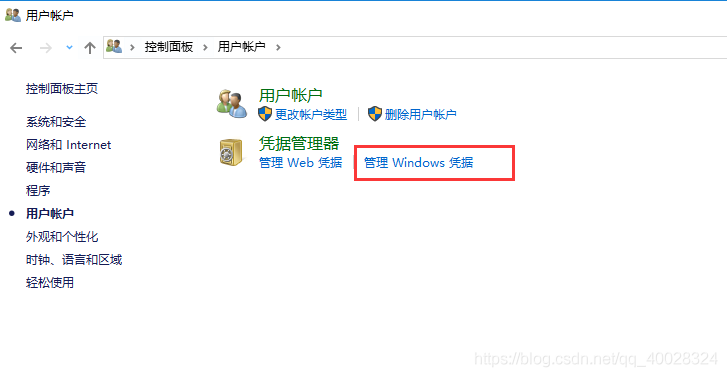 用户帐户
控制面板 用户帐户
控制面板主页
系统和安全
网络和 Internet
硬件和声音
程序
用户帐户
外观和个性化
时钟、语言和区域
轻松使用
用户帐户
更改帐户类型 删除用户帐户
凭据管理器
管理 Web 凭据 管理 Windows 凭据
https://blog.csdn.net/qq_40028324